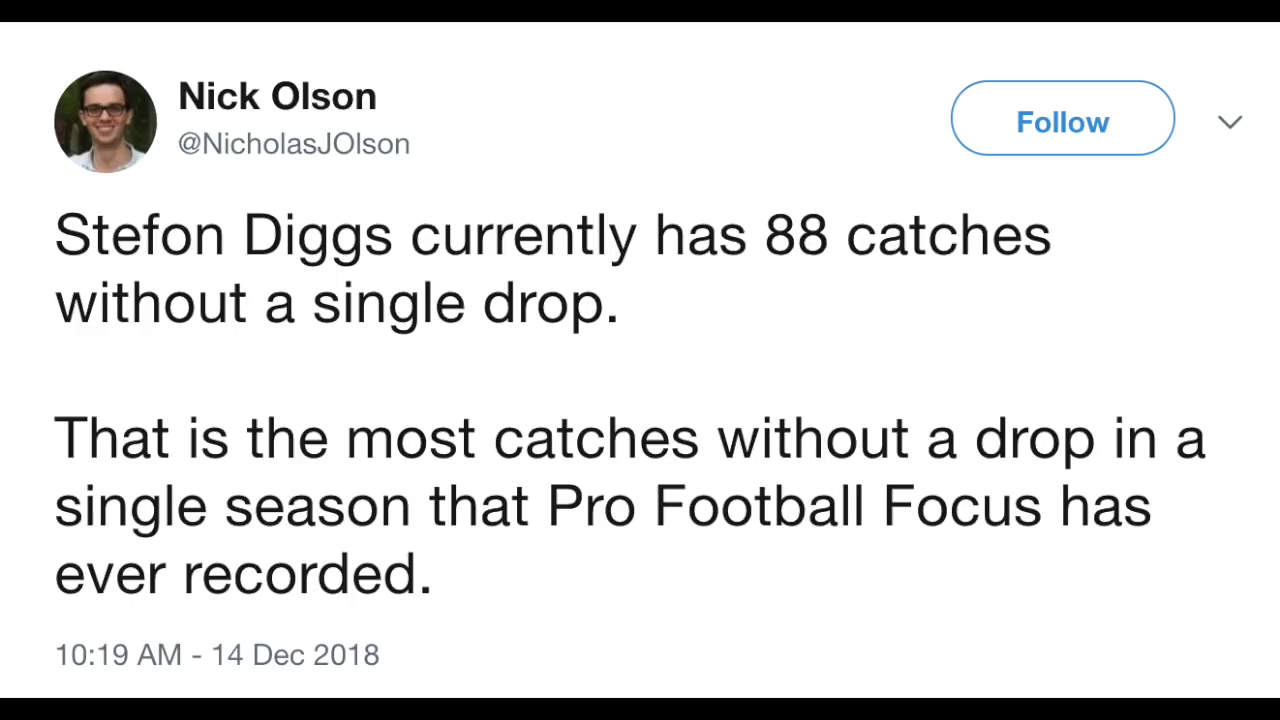 Nick Olson
Follow
@NicholasJOlson
Stefon Diggs currently has 88 catches
without a single drop.
That is the most catches without a drop in a
single season that Pro Football Focus has
ever recorded.
10:19 AM - 14 Dec 2018